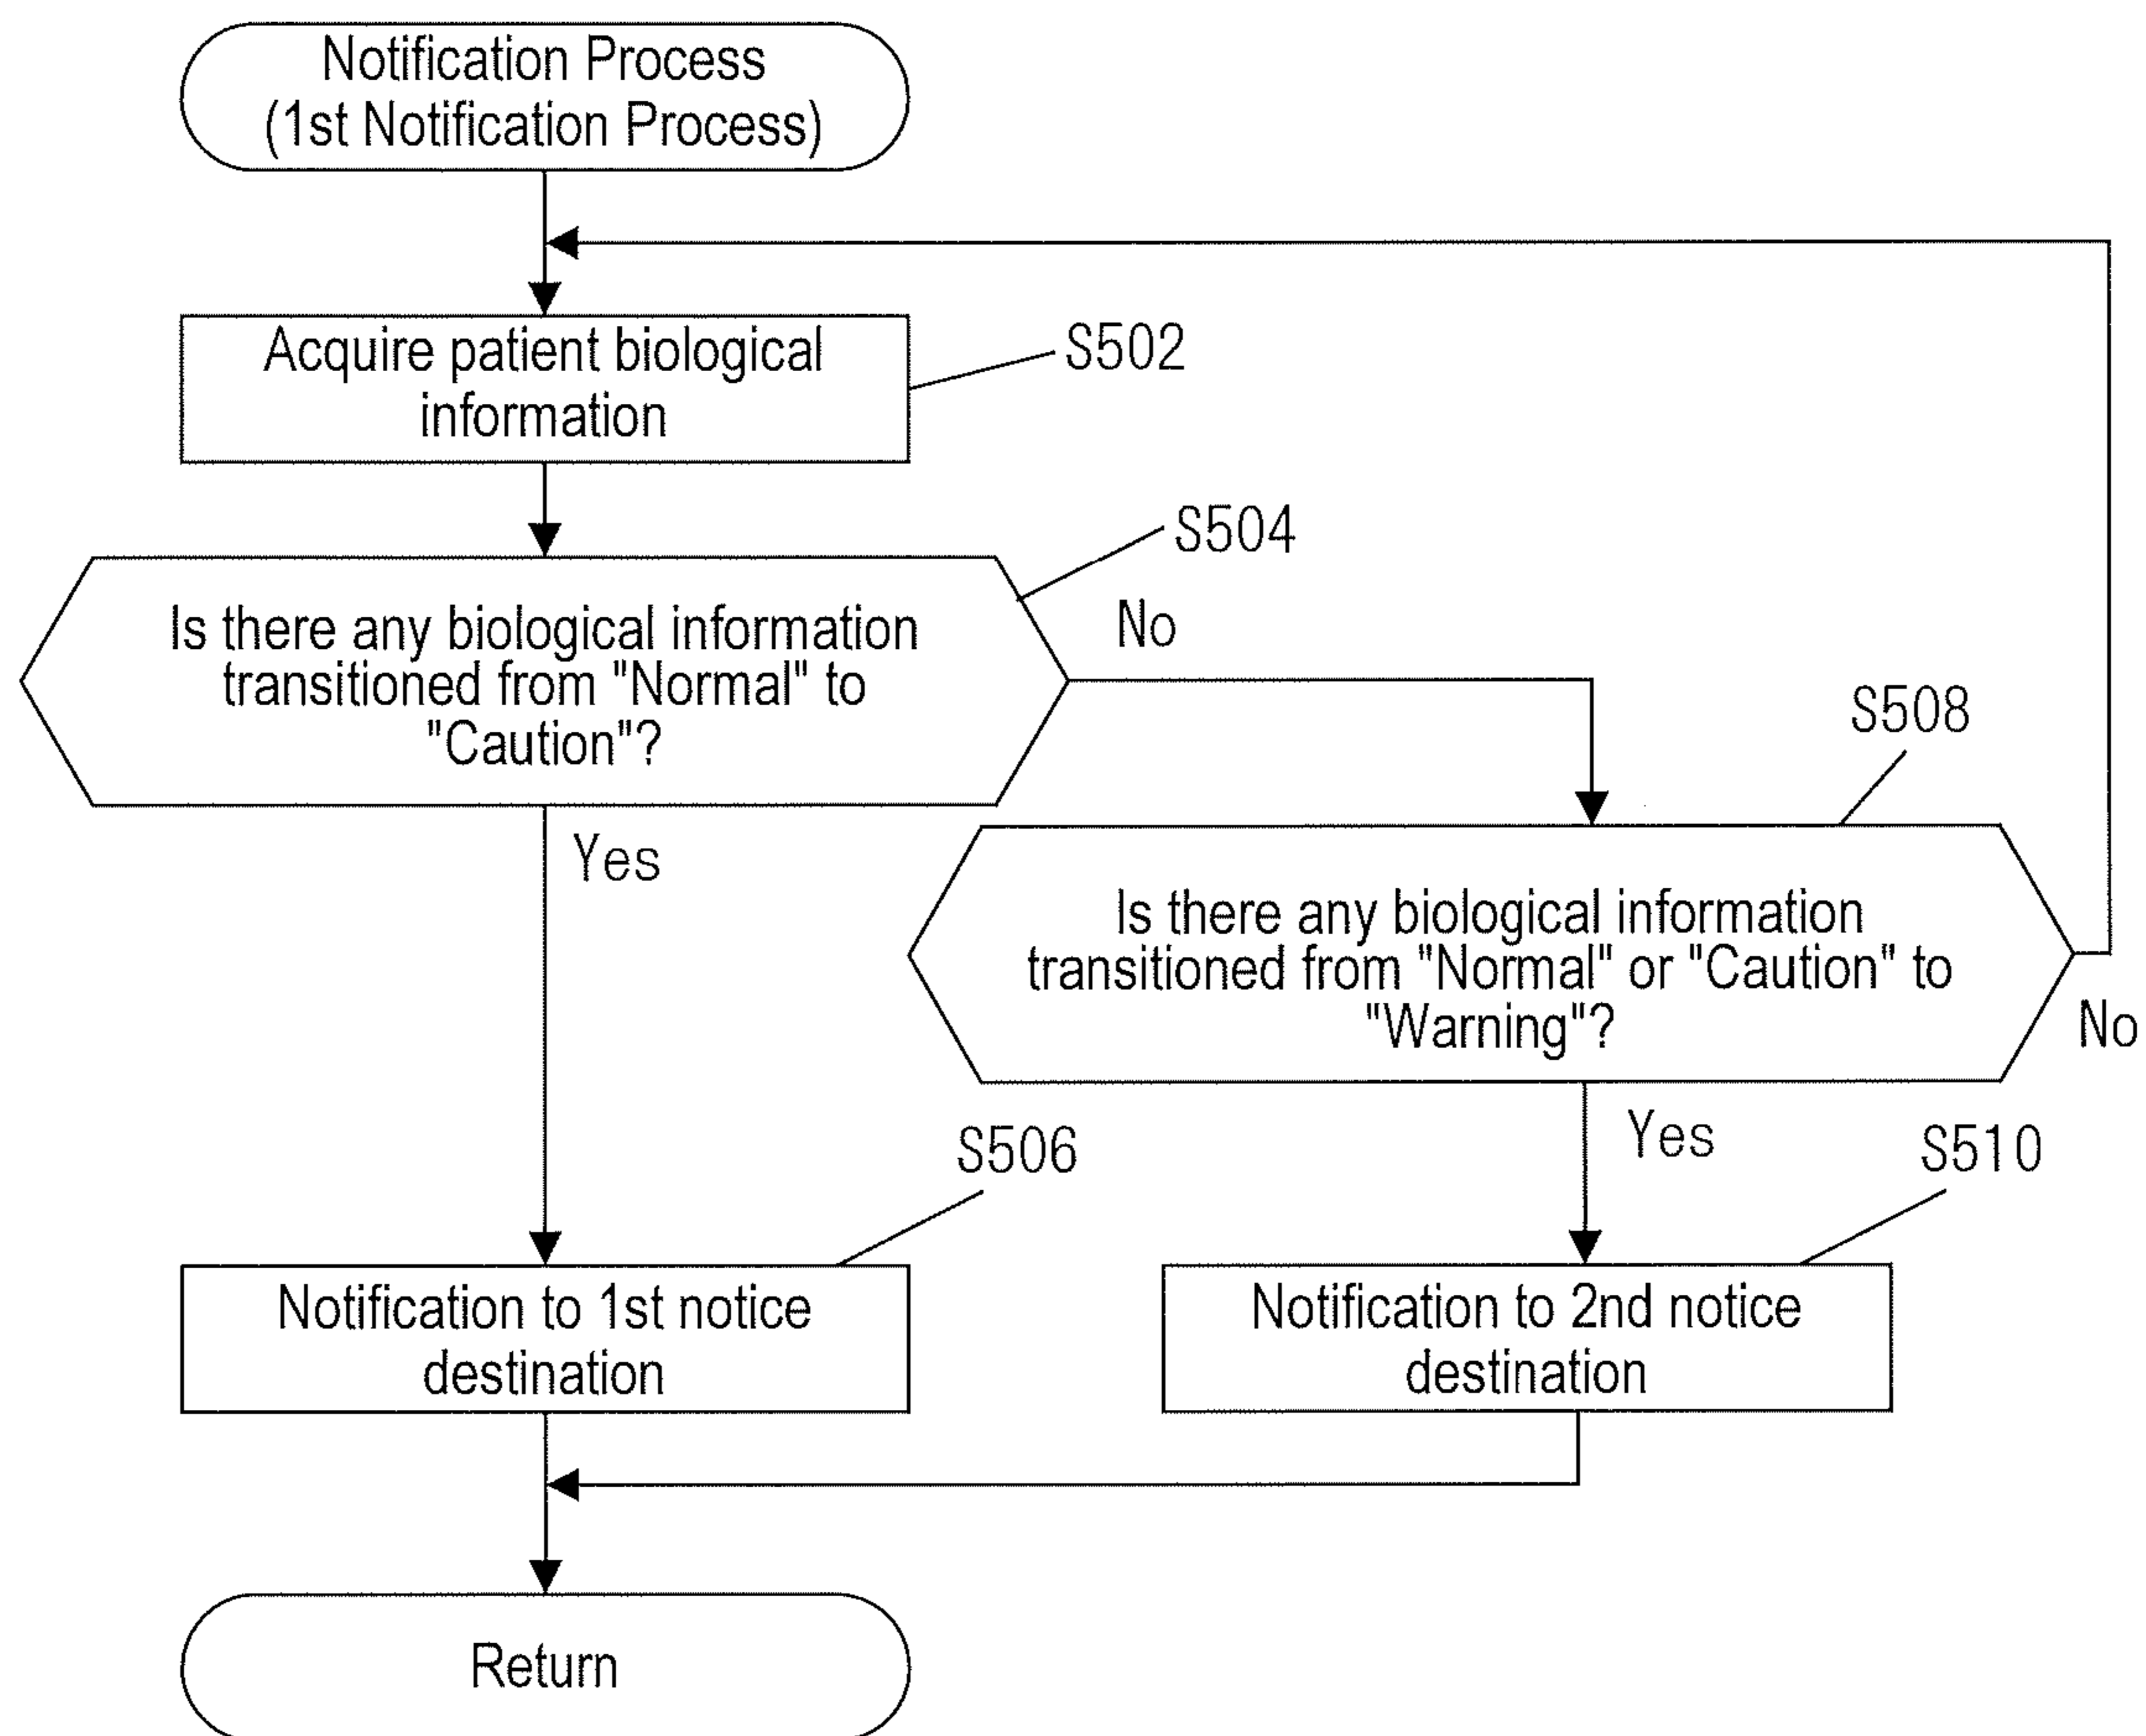 Notification Process
(1st Notification Process)
Acquire patient biological
information
S502
S504
Is there any biological information
transitioned from "Normal" to
"Caution"?
No
Yes
S508
Is there any biological information
transitioned from "Normal" or "Caution" to
"Warning"?
No
Yes
S506
Notification to 1st notice
destination
S510
Notification to 2nd notice
destination
Return